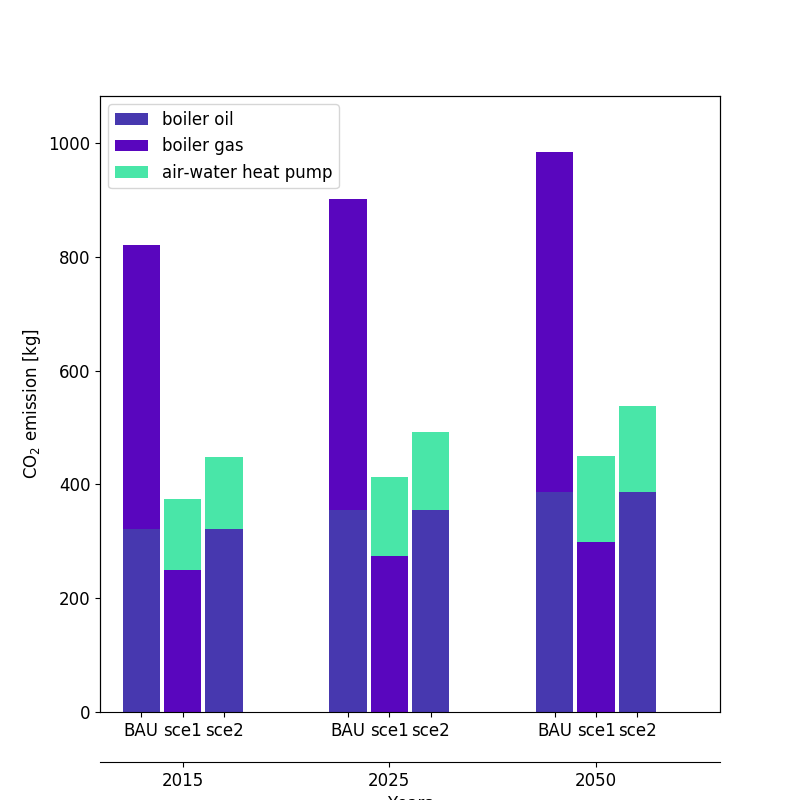 boiler oil
boiler gas
air-water heat pump
1000
800
600
400
200
0
CO₂ emission [kg]
BAU sce1 sce2 BAU sce1 sce2 BAU sce1 sce2
2015 2025 2050
Years